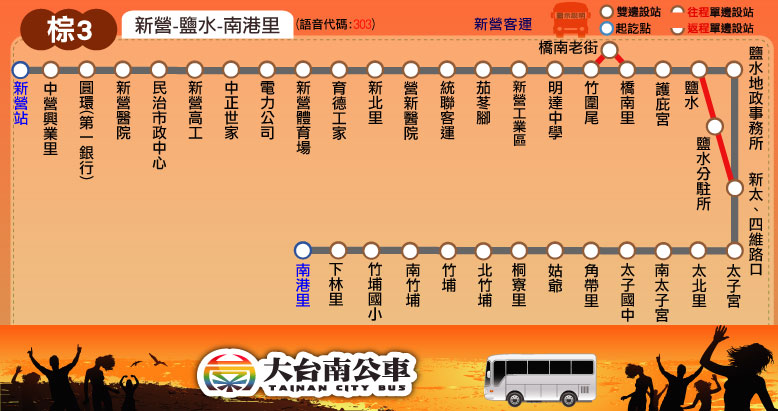 棕3
新營-鹽水-南港里
(語音代碼:303)
新營客運
雙邊設站
往程單邊設站
起訖點
返程單邊設站
橋南老街
新營站
中營興業里
圓環(第一銀行)
新營醫院
民治市政中心
新營高工
中正世家
電力公司
新營體育場
育德工家
新北里
營新醫院
統聯客運
茄苳腳
新營工業區
明達中學
竹圍尾
橋南里
護庇宮
鹽水
鹽水地政事務所
鹽水分駐所
新太、四維路口
南港里
下林里
竹埔國小
南竹埔
竹埔
北竹埔
桐寮里
姑爺
角帶里
太子國中
南太子宮
太北里
太子宮
大台南公車
TAINAN CITY BUS